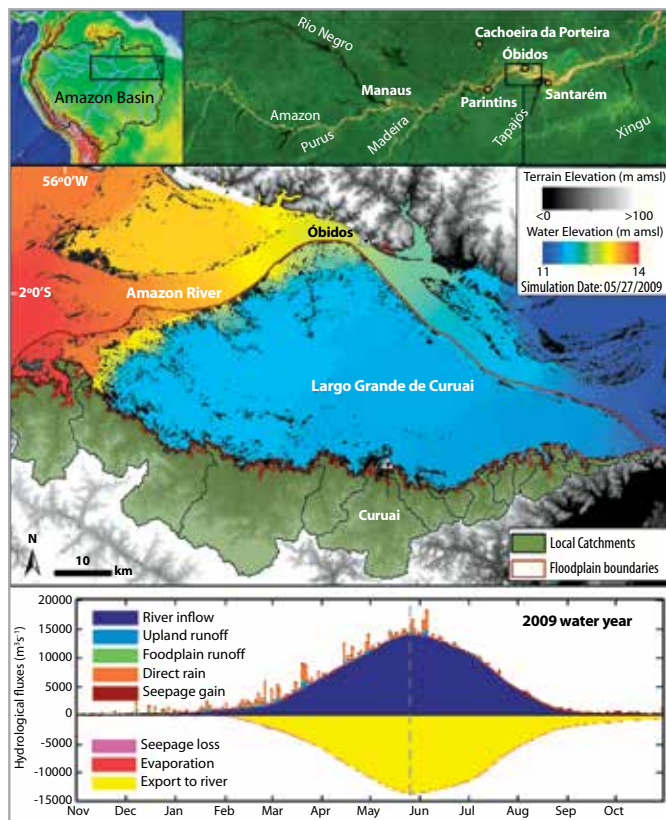 Amazon Basin
Rio Negro
Cachoeira da Porteira
Óbidos
Manaus
Parintins
Santarém
Amazon
Purus
Madeira
Tapajós
Xingu
56º0'W
2º0'S
Terrain Elevation (m amsl)
<0 >100
Water Elevation (m amsl)
11 14
Simulation Date: 05/27/2009
Óbidos
Amazon River
Largo Grande de Curuai
Curuai
N
10
km
Local Catchments
Floodplain boundaries
2009 water year
Hydrological fluxes (m³s⁻¹)
20000
15000
10000
5000
0
-5000
-10000
-15000
River inflow
Upland runoff
Foodplain runoff
Direct rain
Seepage gain
Seepage loss
Evaporation
Export to river
Nov Dec Jan Feb Mar Apr May Jun Jul Aug Sep Oct